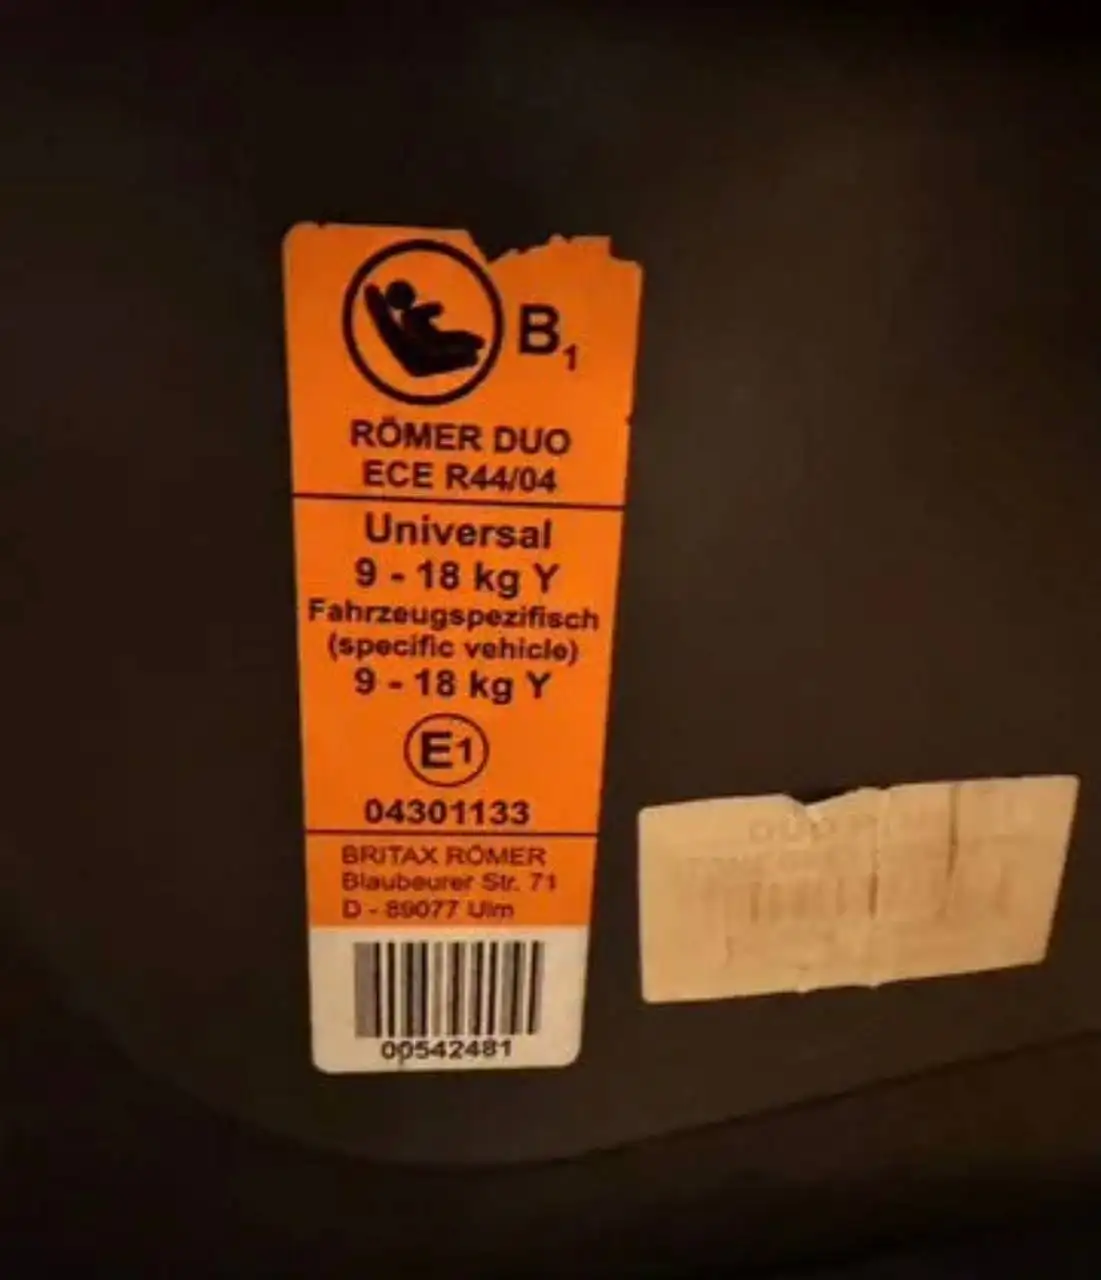 B1
RÖMER DUO
ECE R44/04
Universal
9 - 18 kg Y
Fahrzeugspezifisch
(specific vehicle)
9 - 18 kg Y
E1
04301133
BRITAX RÖMER
Blaubeurer Str. 71
D - 89077 Ulm
00542481
DUO